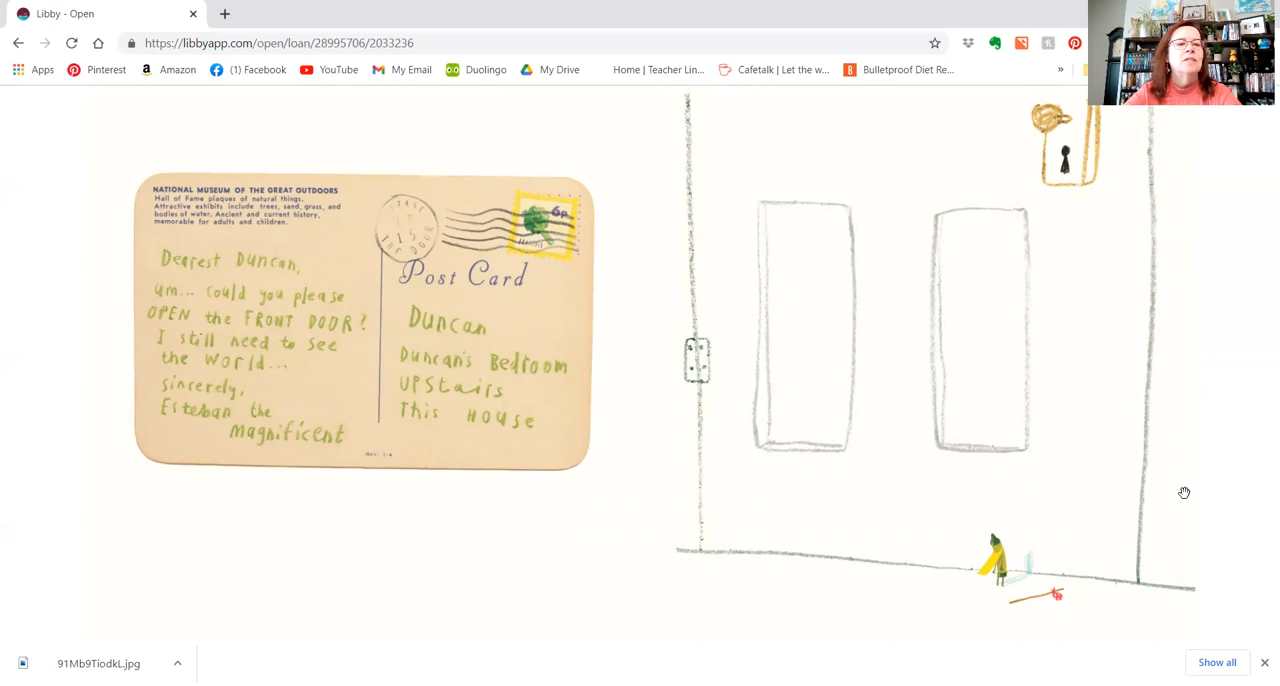 Libby - Open
https://libbyapp.com/open/loan/28995706/2033236
Apps
Pinterest
Amazon
(1) Facebook
YouTube
My Email
Duolingo
My Drive
Home | Teacher Lin...
Cafetalk | Let the w...
Bulletproof Diet Re...
»
NATIONAL MUSEUM OF THE GREAT OUTDOORS
Hall of Fame plaques of natural things.
Attractive exhibits include trees, sand, grass, and
bodies of water. Ancient and current history,
memorable for adults and children.
Dearest Duncan,
um... could you please
OPEN the FRONT DOOR?
I still need to see
the world...
sincerely,
Esteban the
magnificent
6p
Post Card
Duncan
Duncan's Bedroom
UPStairs
This HOUSE
91Mb9TiodkL.jpg
Show all